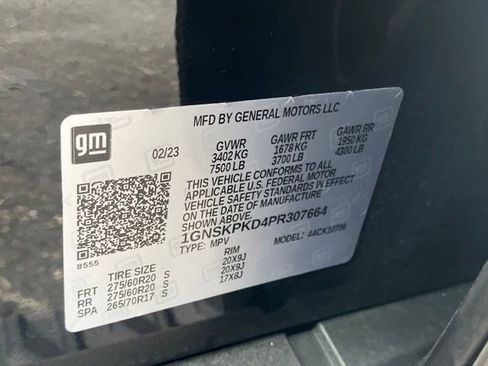 gm
MFD BY GENERAL MOTORS LLC
02/23 GVWR GAWR FRT GAWR RR
3402 KG 1678 KG 1950 KG
7500 LB 3700 LB 4300 LB
THIS VEHICLE CONFORMS TO ALL
APPLICABLE U.S. FEDERAL MOTOR
VEHICLE SAFETY STANDARDS IN EFFECT
ON THE DATE OF MANUFACTURE
SHOWN ABOVE.
1GNSKPKD4PR307664
TYPE: MPV MODEL: 44CK10706
8555
TIRE SIZE RIM
FRT 275/60R20 S 20X9J
RR 275/60R20 S 20X9J
SPA 265/70R17 S 17X8J